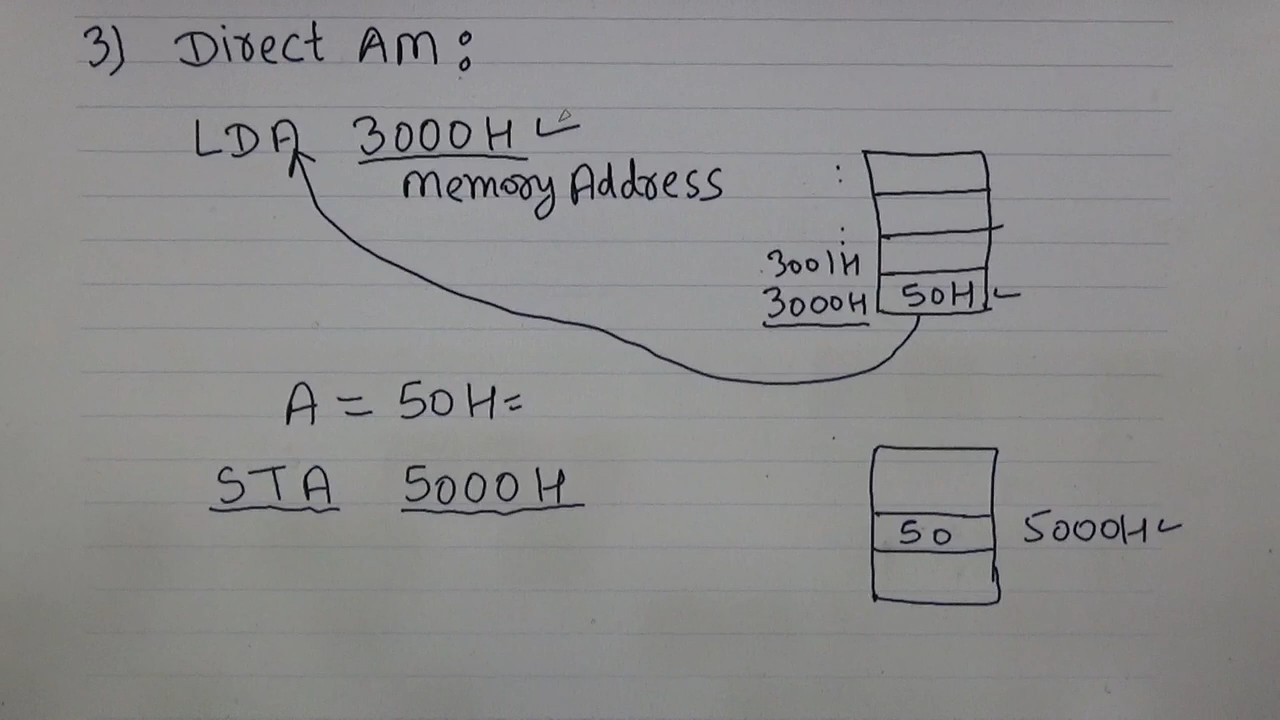 3) Direct AM:
LDA 3000H
Memory Address
3001H
3000H 50H
A = 50H=
STA 5000H
50 5000H